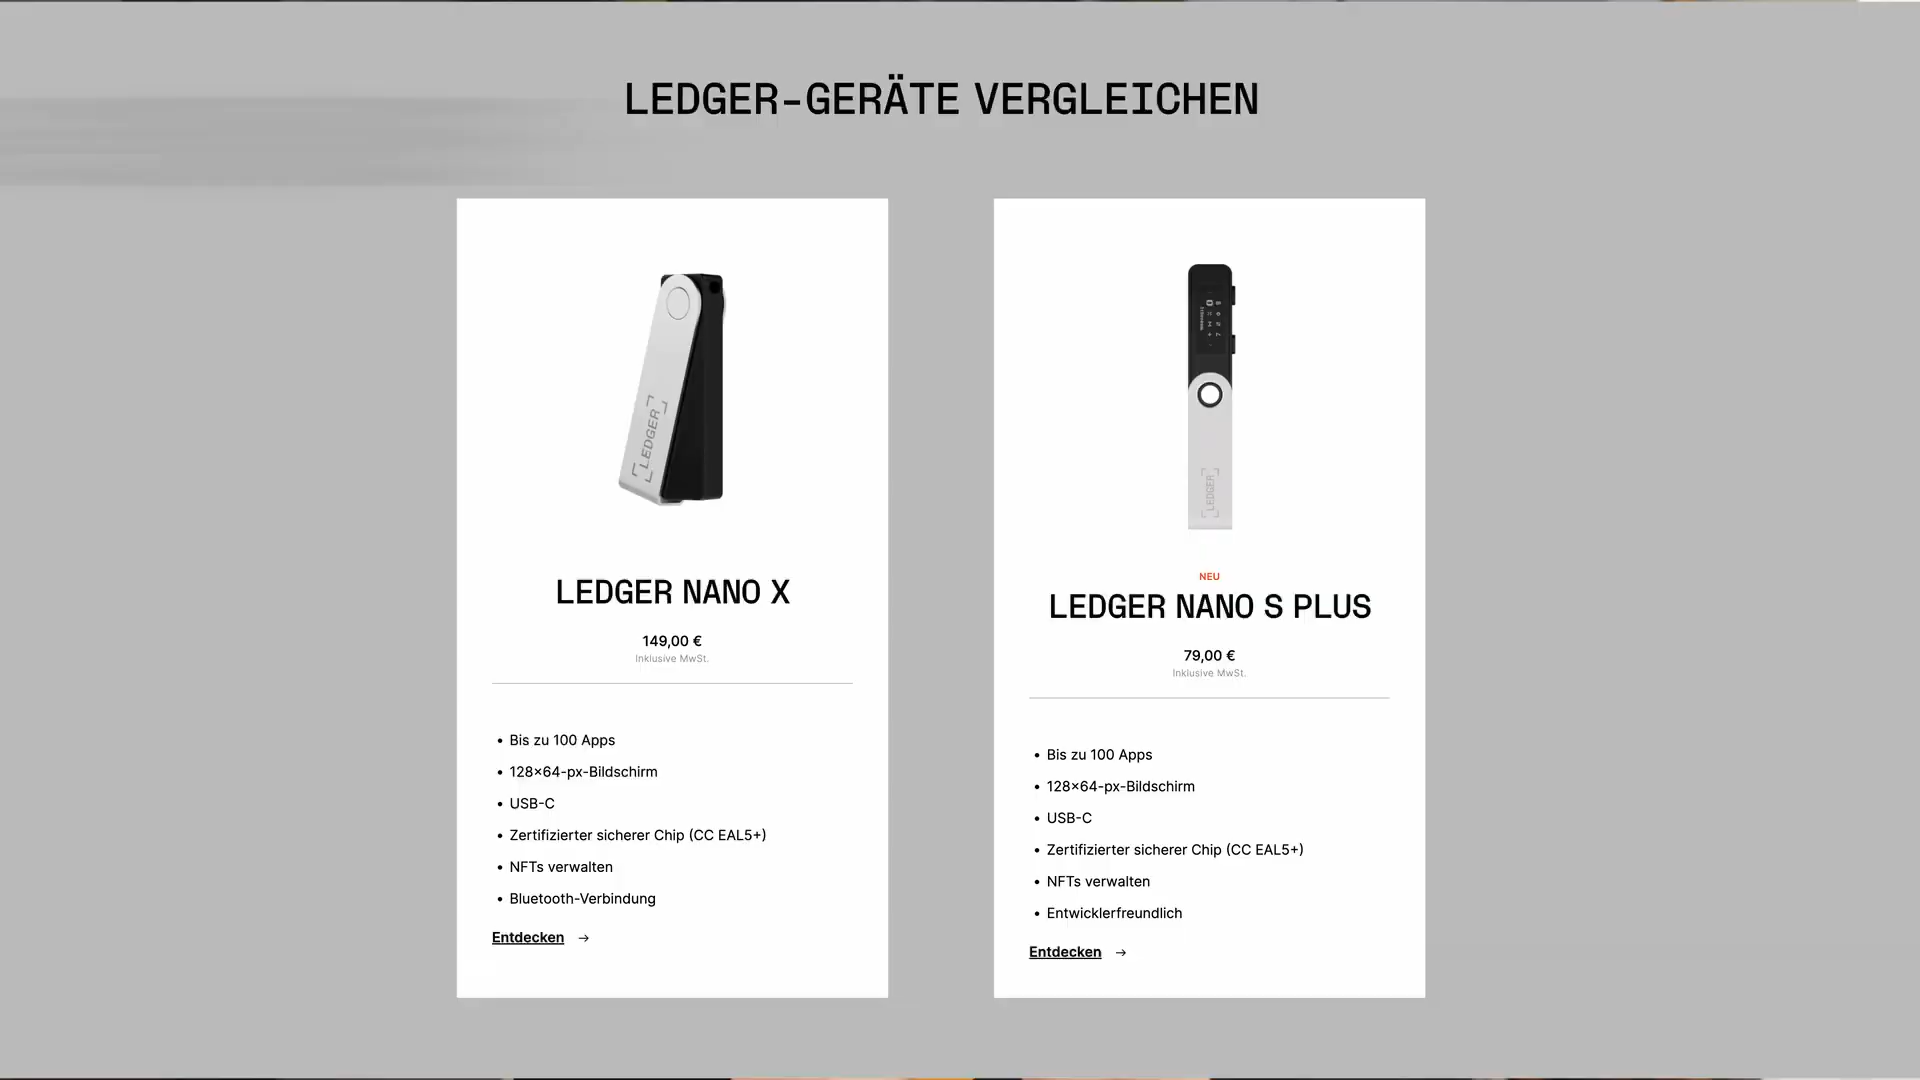 LEDGER-GERÄTE VERGLEICHEN
LEDGER
LEDGER NANO X
149,00 €
Inklusive MwSt.
• Bis zu 100 Apps
• 128×64-px-Bildschirm
• USB-C
• Zertifizierter sicherer Chip (CC EAL5+)
• NFTs verwalten
• Bluetooth-Verbindung
Entdecken →
LEDGER
NEU
LEDGER NANO S PLUS
79,00 €
Inklusive MwSt.
• Bis zu 100 Apps
• 128×64-px-Bildschirm
• USB-C
• Zertifizierter sicherer Chip (CC EAL5+)
• NFTs verwalten
• Entwicklerfreundlich
Entdecken →